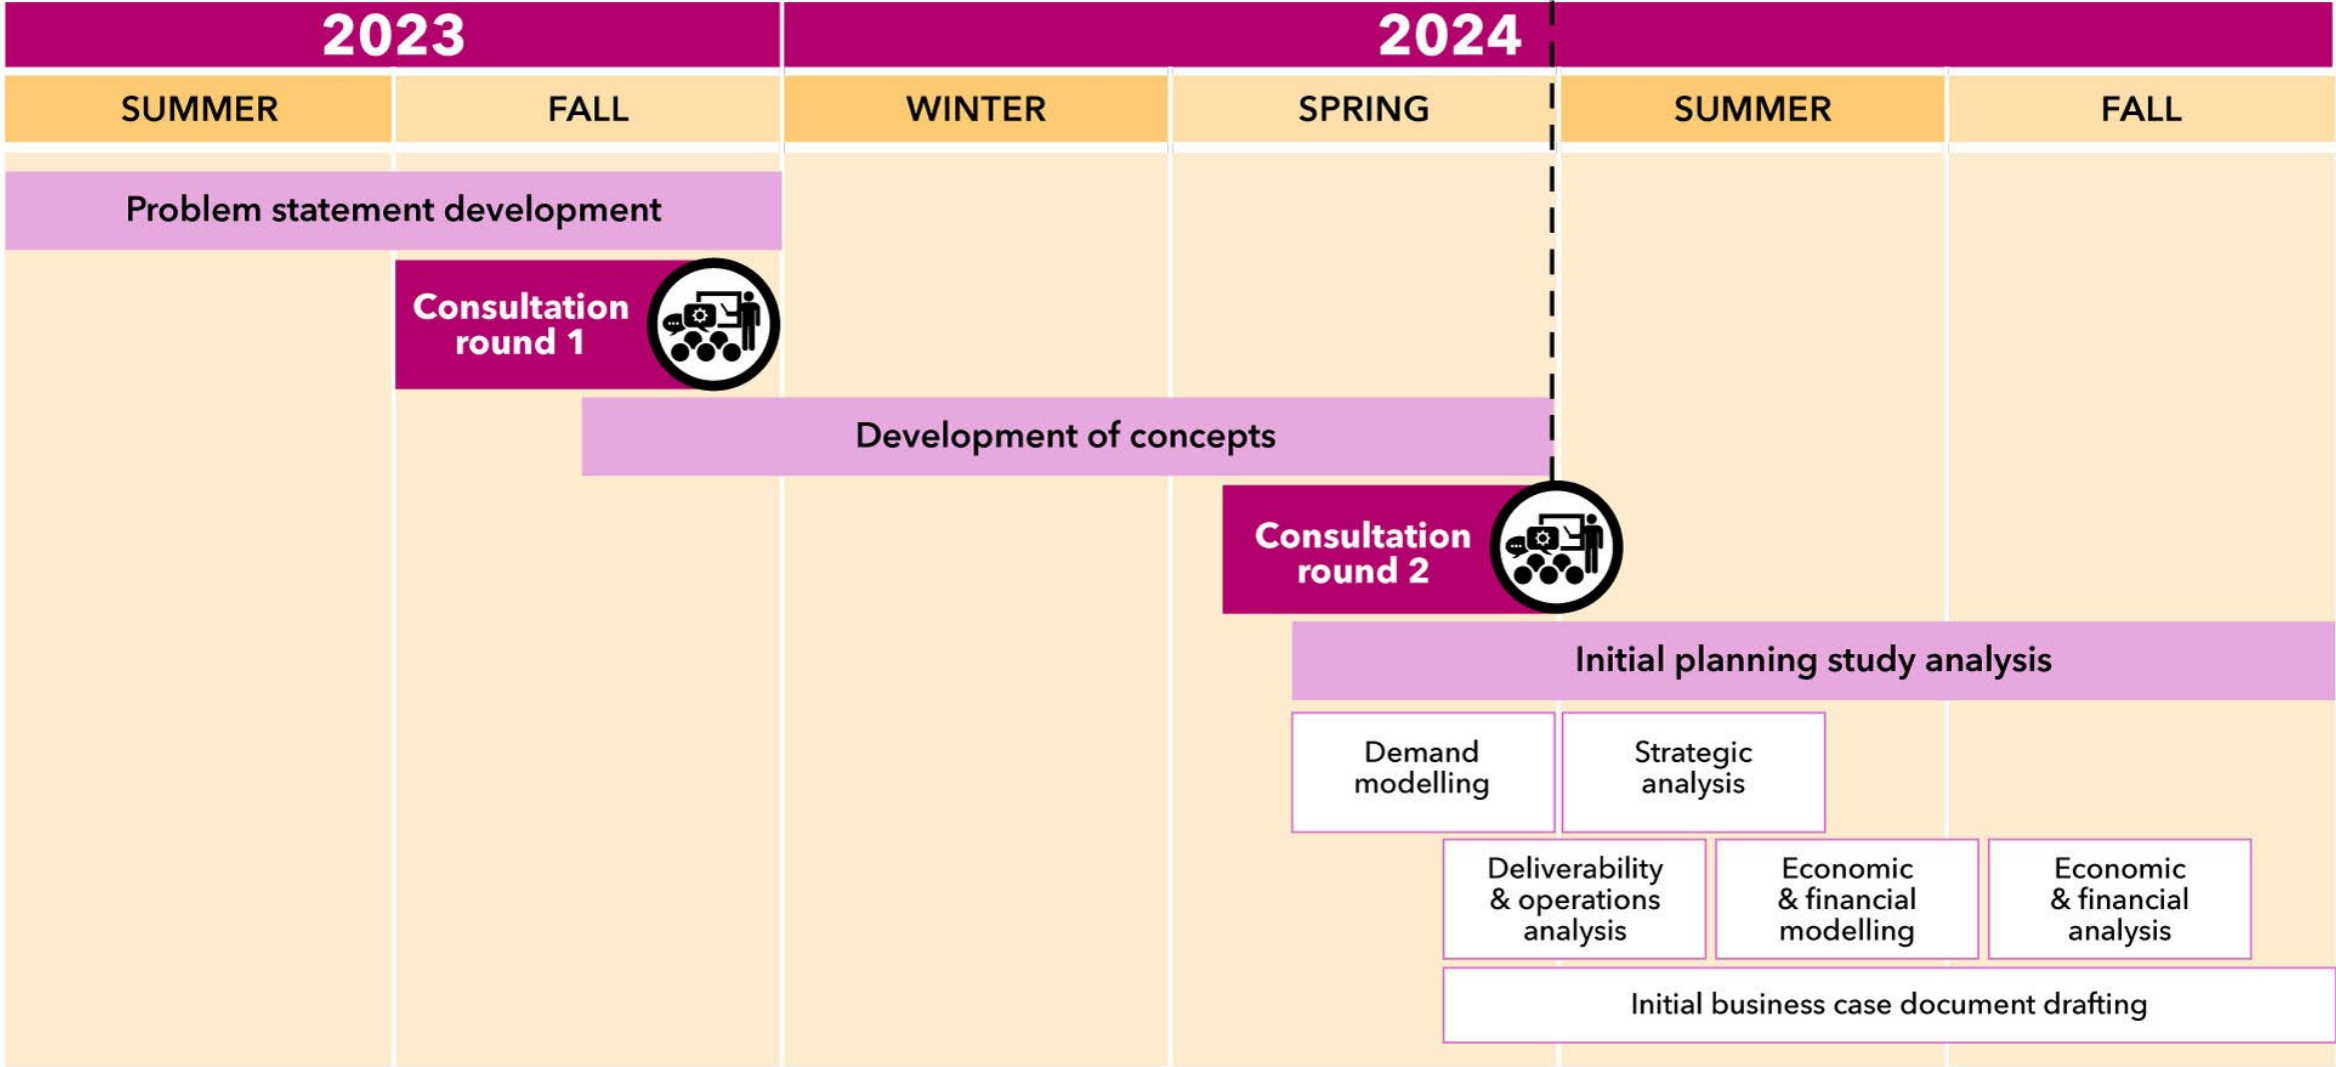 2023
2024
SUMMER
FALL
WINTER
SPRING
SUMMER
FALL
Problem statement development
Consultation
round 1
Development of concepts
Consultation
round 2
Initial planning study analysis
Demand
modelling
Strategic
analysis
Deliverability
& operations
analysis
Economic
& financial
modelling
Economic
& financial
analysis
Initial business case document drafting